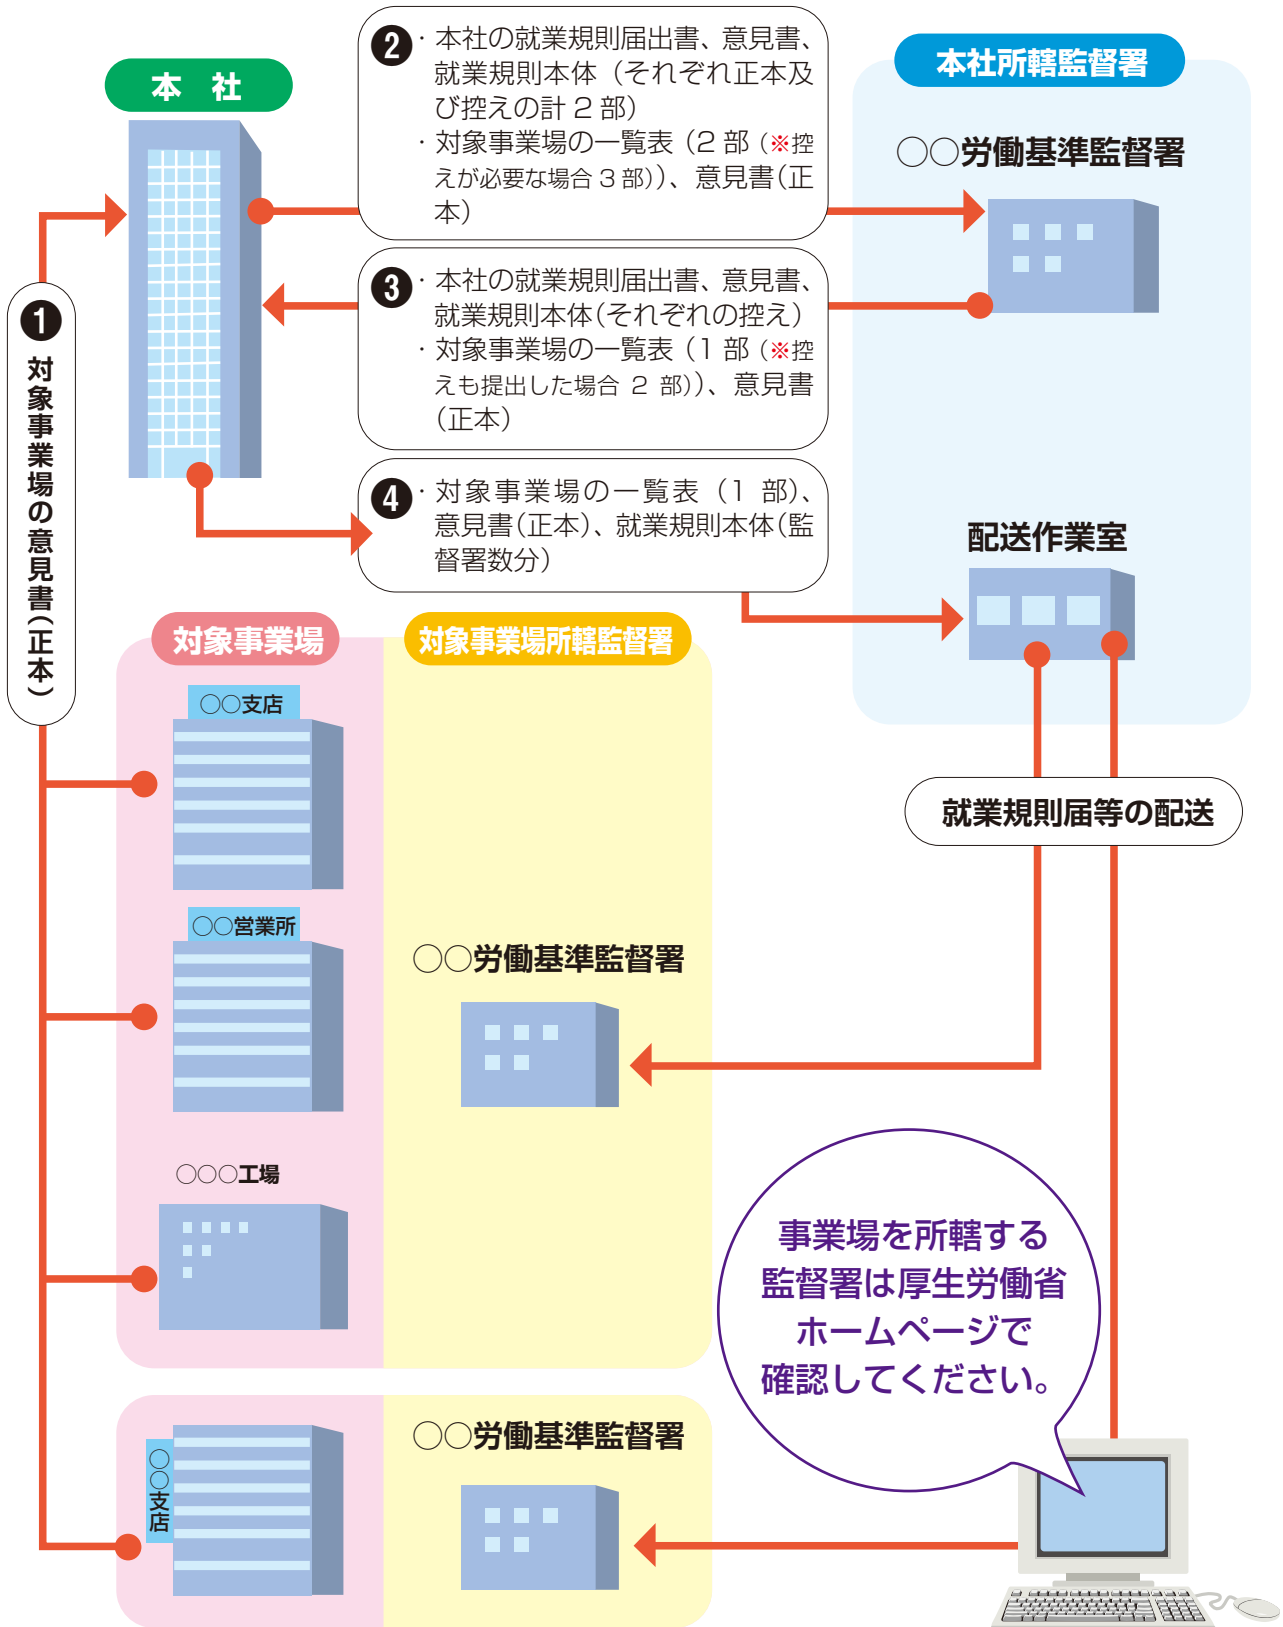 本 社
❷・本社の就業規則届出書、意見書、
就業規則本体（それぞれ正本及
び控えの計２部）
・対象事業場の一覧表（2 部（※控
えが必要な場合 3 部））、意見書（正
本）
本社所轄監督署
○○労働基準監督署
❸・本社の就業規則届出書、意見書、
就業規則本体（それぞれの控え）
・対象事業場の一覧表（1 部（※控
えも提出した場合 2 部））、意見書
（正本）
❶対象事業場の意見書（正本）
❹・対象事業場の一覧表（1 部）、
意見書（正本）、就業規則本体（監
督署数分）
配送作業室
対象事業場
対象事業場所轄監督署
○○支店
就業規則届等の配送
○○営業所
○○労働基準監督署
○○○工場
事業場を所轄する
監督署は厚生労働省
ホームページで
確認してください。
○○支店
○○労働基準監督署